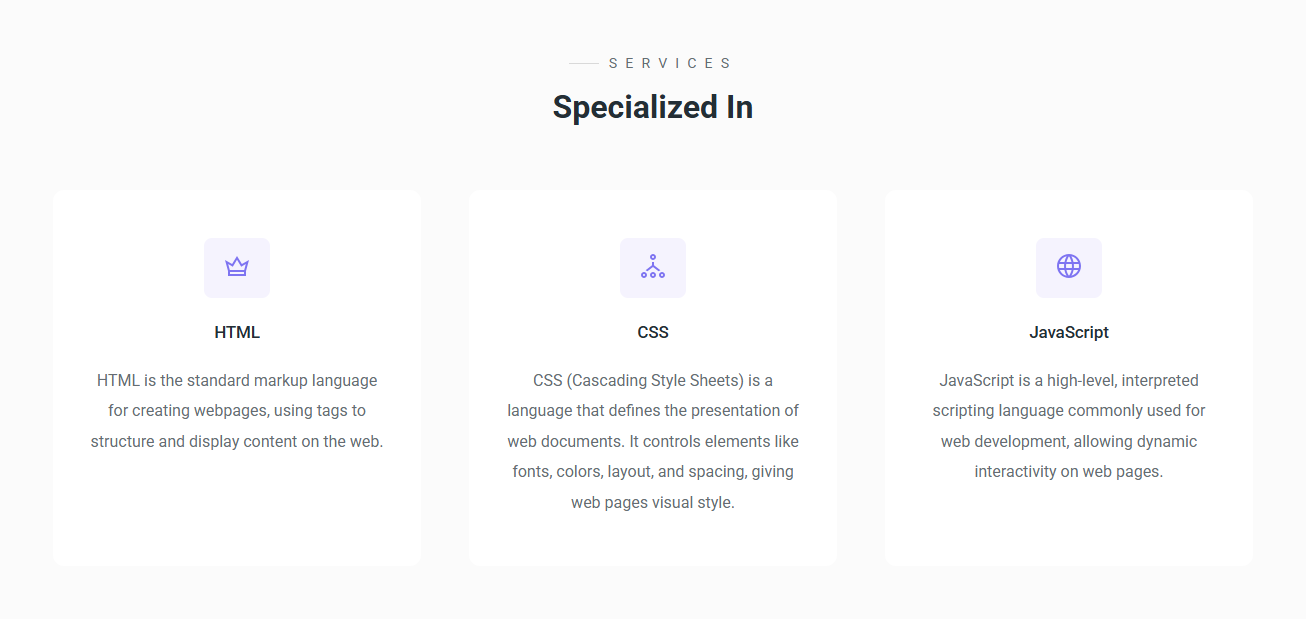 SERVICES
Specialized In
HTML
HTML is the standard markup language
for creating webpages, using tags to
structure and display content on the web.
CSS
CSS (Cascading Style Sheets) is a
language that defines the presentation of
web documents. It controls elements like
fonts, colors, layout, and spacing, giving
web pages visual style.
JavaScript
JavaScript is a high-level, interpreted
scripting language commonly used for
web development, allowing dynamic
interactivity on web pages.